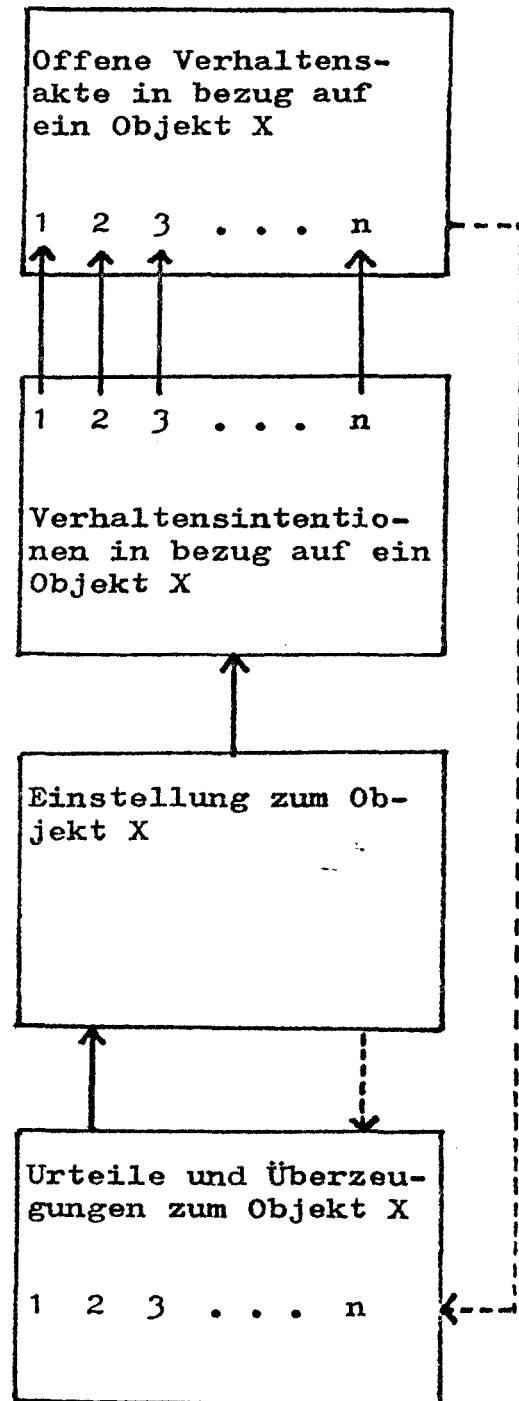 Offene Verhaltens-
akte in bezug auf
ein Objekt X
1 2 3 . . . n
1 2 3 . . . n
Verhaltensintentio-
nen in bezug auf ein
Objekt X
Einstellung zum Ob-
jekt X
Urteile und Überzeu-
gungen zum Objekt X
1 2 3 . . . n